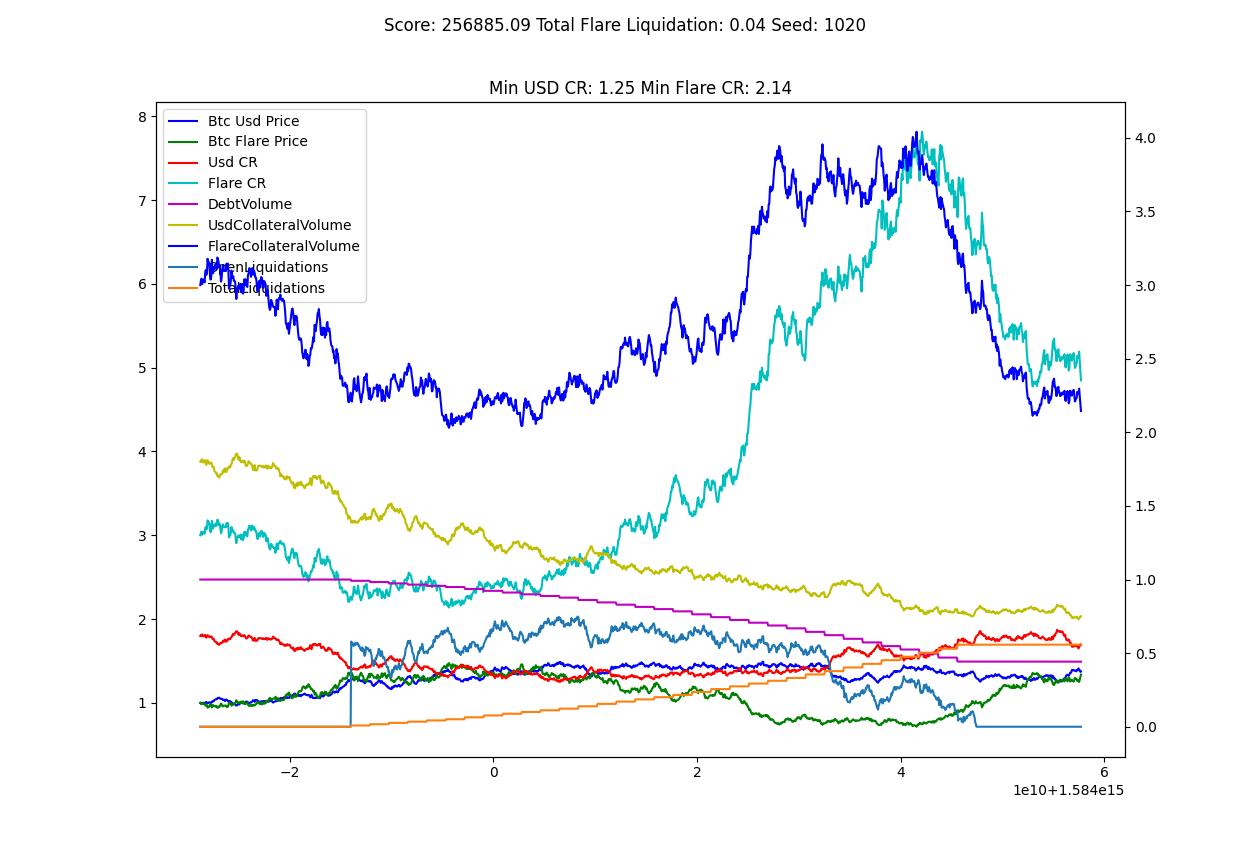 Score: 256885.09 Total Flare Liquidation: 0.04 Seed: 1020
Min USD CR: 1.25 Min Flare CR: 2.14
Btc Usd Price
Btc Flare Price
Usd CR
Flare CR
DebtVolume
UsdCollateralVolume
FlareCollateralVolume
OpenLiquidations
TotalLiquidations
8
7
6
5
4
3
2
1
4.0
3.5
3.0
2.5
2.0
1.5
1.0
0.5
0.0
−2
0
2
4
6
1e10+1.584e15